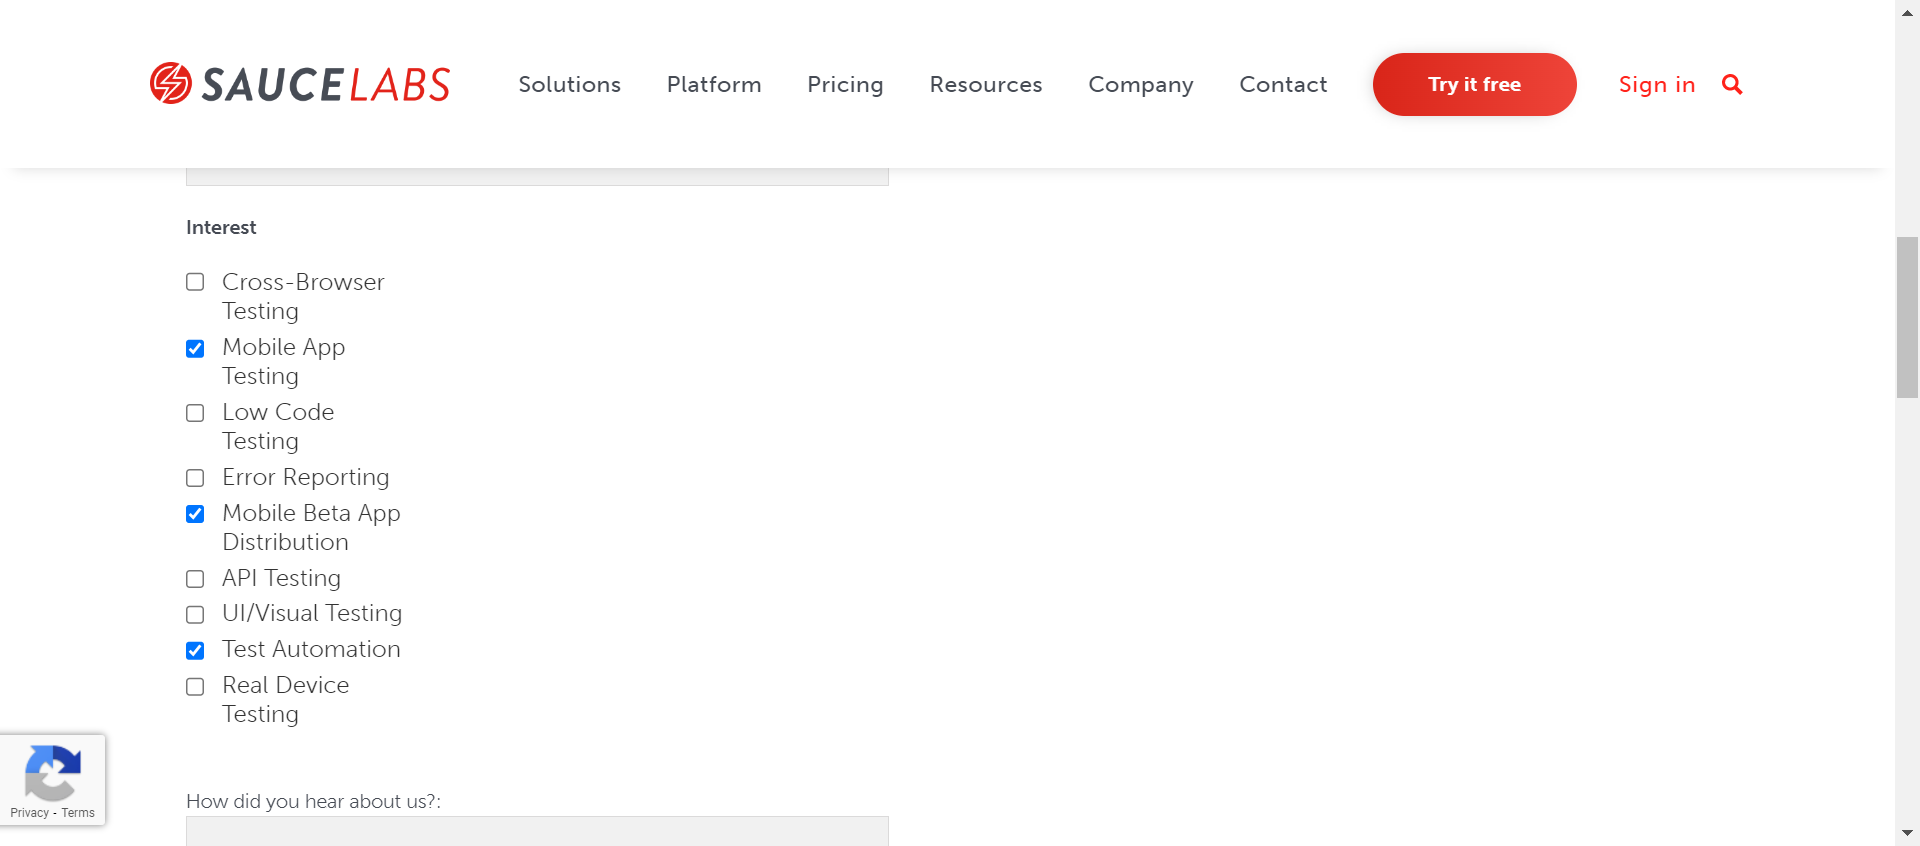 SAUCELABS
Solutions
Platform
Pricing
Resources
Company
Contact
Try it free
Sign in
Interest
Cross-Browser
Testing
Mobile App
Testing
Low Code
Testing
Error Reporting
Mobile Beta App
Distribution
API Testing
UI/Visual Testing
Test Automation
Real Device
Testing
Privacy - Terms
How did you hear about us?: